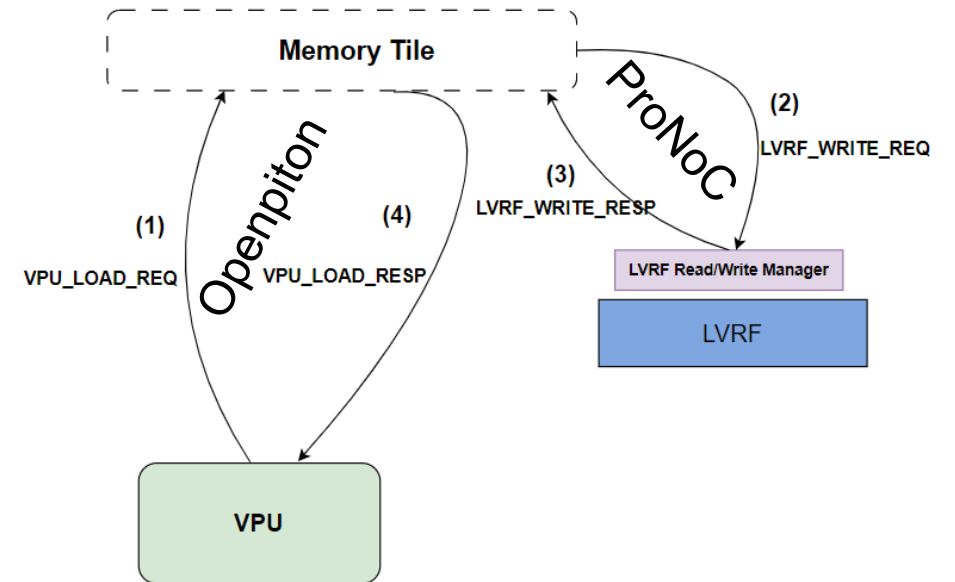 Memory Tile
ProNoC
(2)
LVRF_WRITE_REQ
Openpiton
(3)
LVRF_WRITE_RESP
(1)
(4)
VPU_LOAD_REQ
VPU_LOAD_RESP
LVRF Read/Write Manager
LVRF
VPU